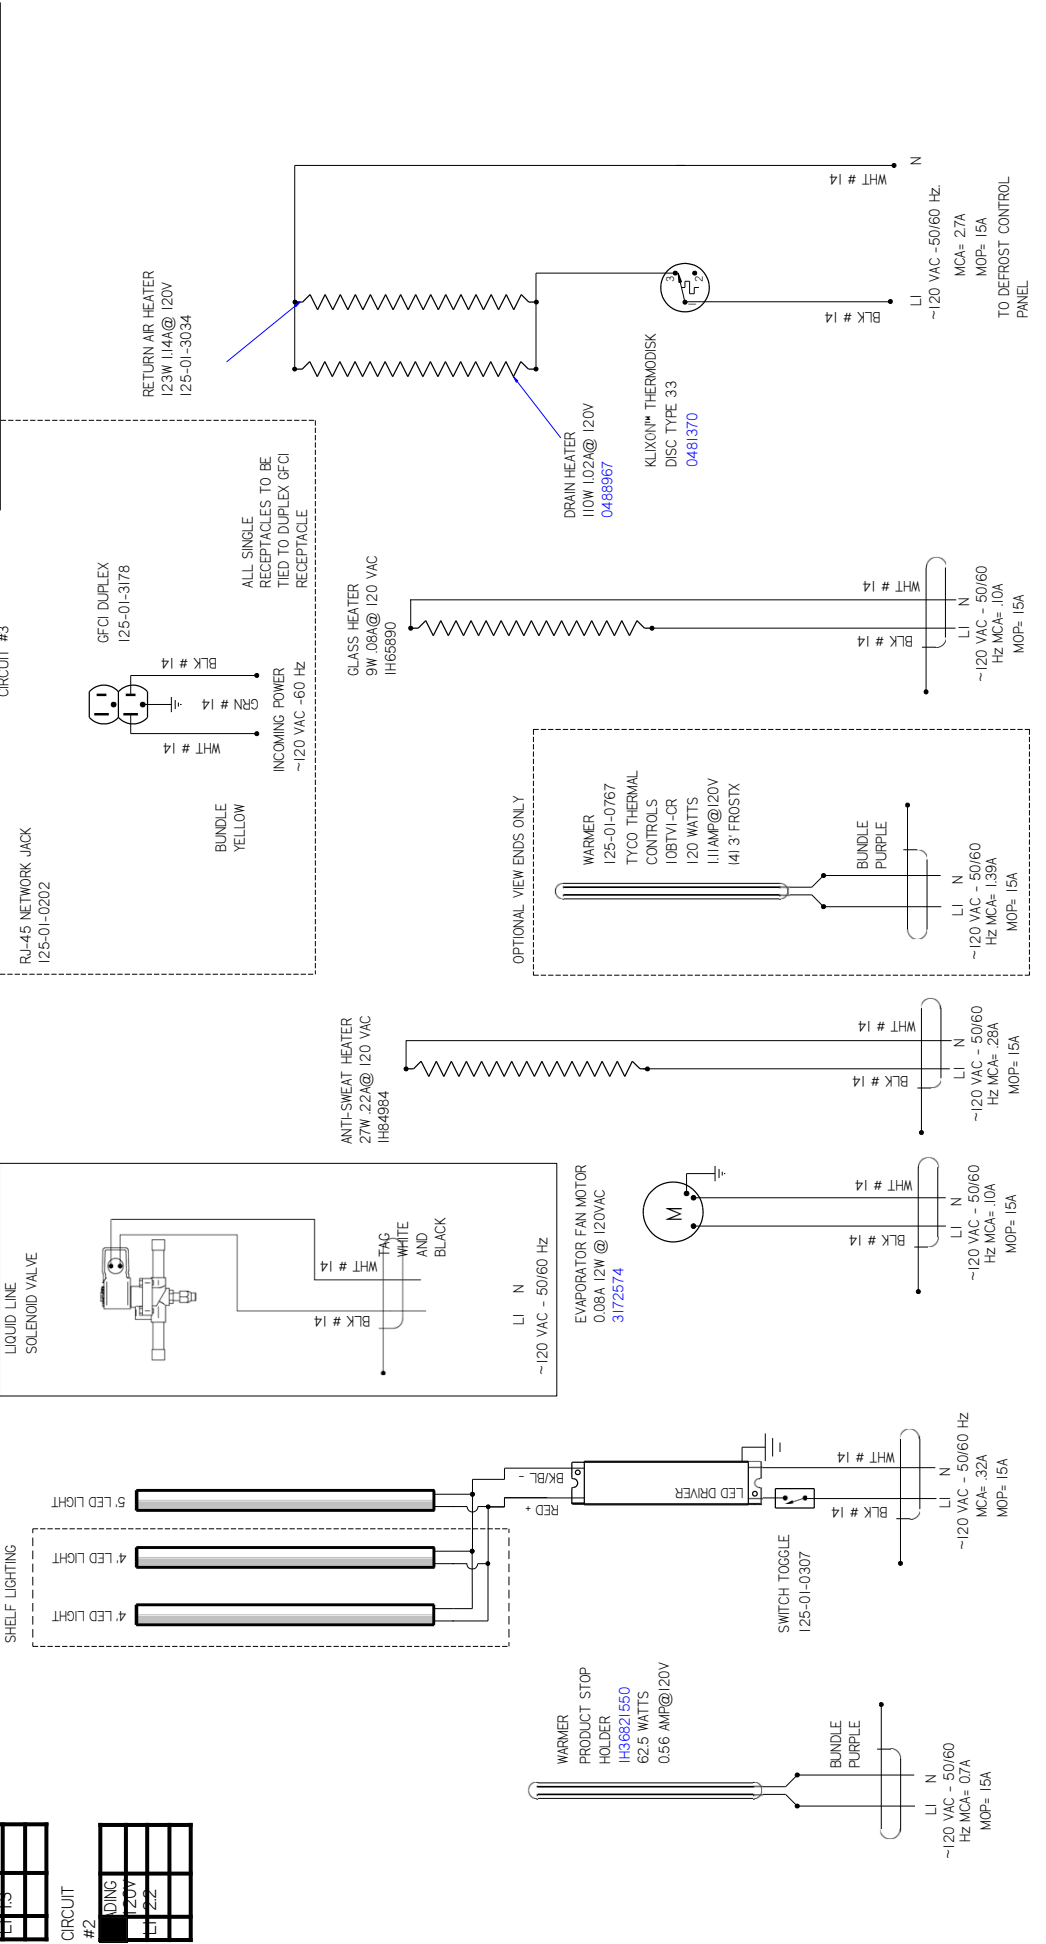 CIRCUIT #3
RJ-45 NETWORK JACK
125-01-0202
BUNDLE
YELLOW
GFCI DUPLEX
125-01-3178
WHT # 14
GRN # 14
BLK # 14
INCOMING POWER
~120 VAC -60 Hz
ALL SINGLE
RECEPTACLES TO BE
TIED TO DUPLEX GFCI
RECEPTACLE
RETURN AIR HEATER
123W 1.14A@ 120V
125-01-3034
DRAIN HEATER
110W 1.02A@ 120V
0488967
KLIXON™ THERMODISK
DISC TYPE 33
0481370
3
2
1
BLK # 14
WHT # 14
L1
N
~120 VAC -50/60 Hz.
MCA= 2.7A
MOP= 15A
TO DEFROST CONTROL
PANEL
GLASS HEATER
9W .08A@ 120 VAC
1H65890
BLK # 14
WHT # 14
L1 N
~120 VAC - 50/60
Hz MCA= .10A
MOP= 15A
OPTIONAL VIEW ENDS ONLY
WARMER
125-01-0767
TYCO THERMAL
CONTROLS
10BTV1-CR
120 WATTS
1.11 AMP@120V
141 3' FROSTX
BUNDLE
PURPLE
L1 N
~120 VAC - 50/60
Hz MCA= 1.39A
MOP= 15A
ANTI-SWEAT HEATER
27W .22A@ 120 VAC
1H84984
BLK # 14
WHT # 14
L1 N
~120 VAC - 50/60
Hz MCA= .28A
MOP= 15A
LIQUID LINE
SOLENOID VALVE
BLK # 14
WHT # 14
TAG
WHITE
AND
BLACK
L1 N
~120 VAC - 50/60 Hz
EVAPORATOR FAN MOTOR
0.08A 12W @ 120VAC
3172574
M
BLK # 14
WHT # 14
L1 N
~120 VAC - 50/60
Hz MCA= .10A
MOP= 15A
SHELF LIGHTING
4' LED LIGHT
4' LED LIGHT
5' LED LIGHT
RED +
BK/BL -
LED DRIVER
SWITCH TOGGLE
125-01-0307
BLK # 14
WHT # 14
L1 N
~120 VAC - 50/60 Hz
MCA= .32A
MOP= 15A
WARMER
PRODUCT STOP
HOLDER
1H36821550
62.5 WATTS
0.56 AMP@120V
BUNDLE
PURPLE
L1 N
~120 VAC - 50/60
Hz MCA= 0.7A
MOP= 15A
CIRCUIT
#2
ADING
120V
L1 2.2